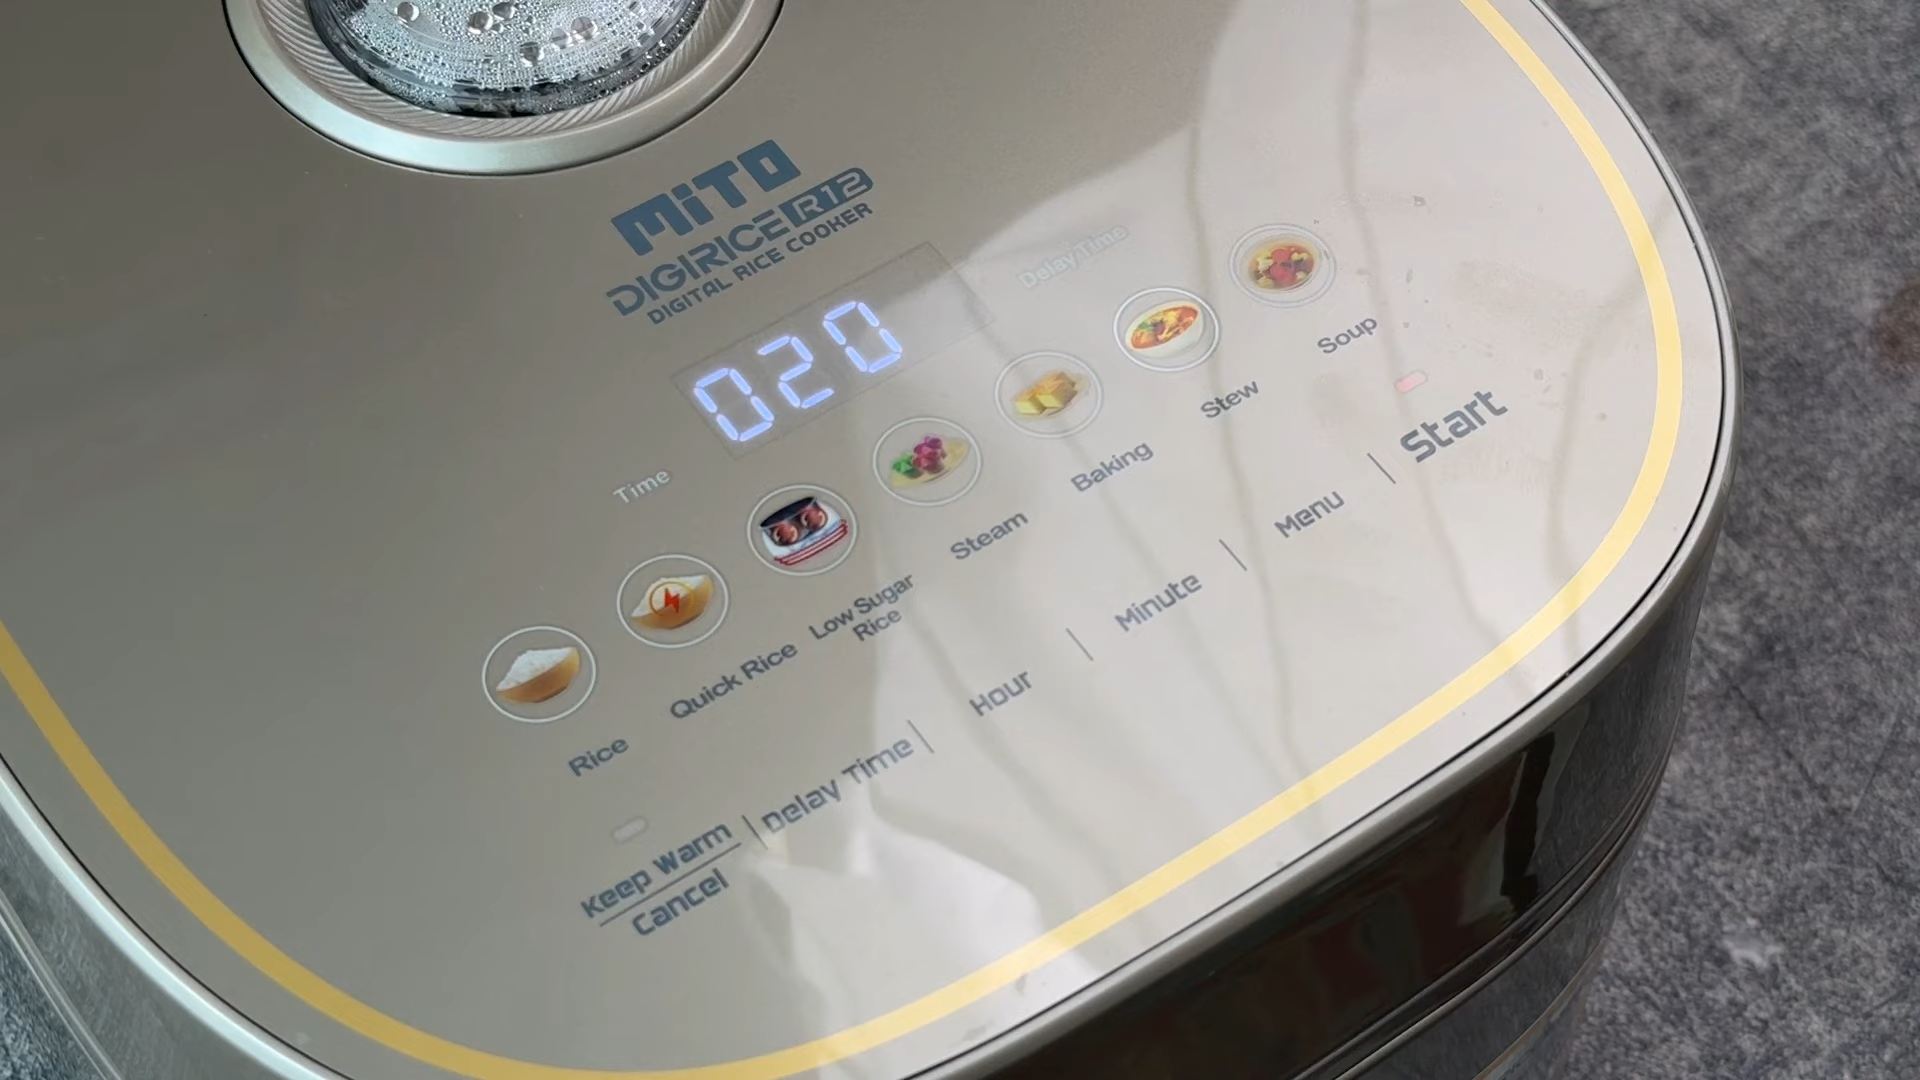 MiTO
DIGIRICE R12
DIGITAL RICE COOKER
Delay Time
020
Time
Soup
Stew
Baking
Steam
Low Sugar
Rice
Quick Rice
Rice
Start
Menu
Minute
Hour
Delay Time
Keep Warm
Cancel